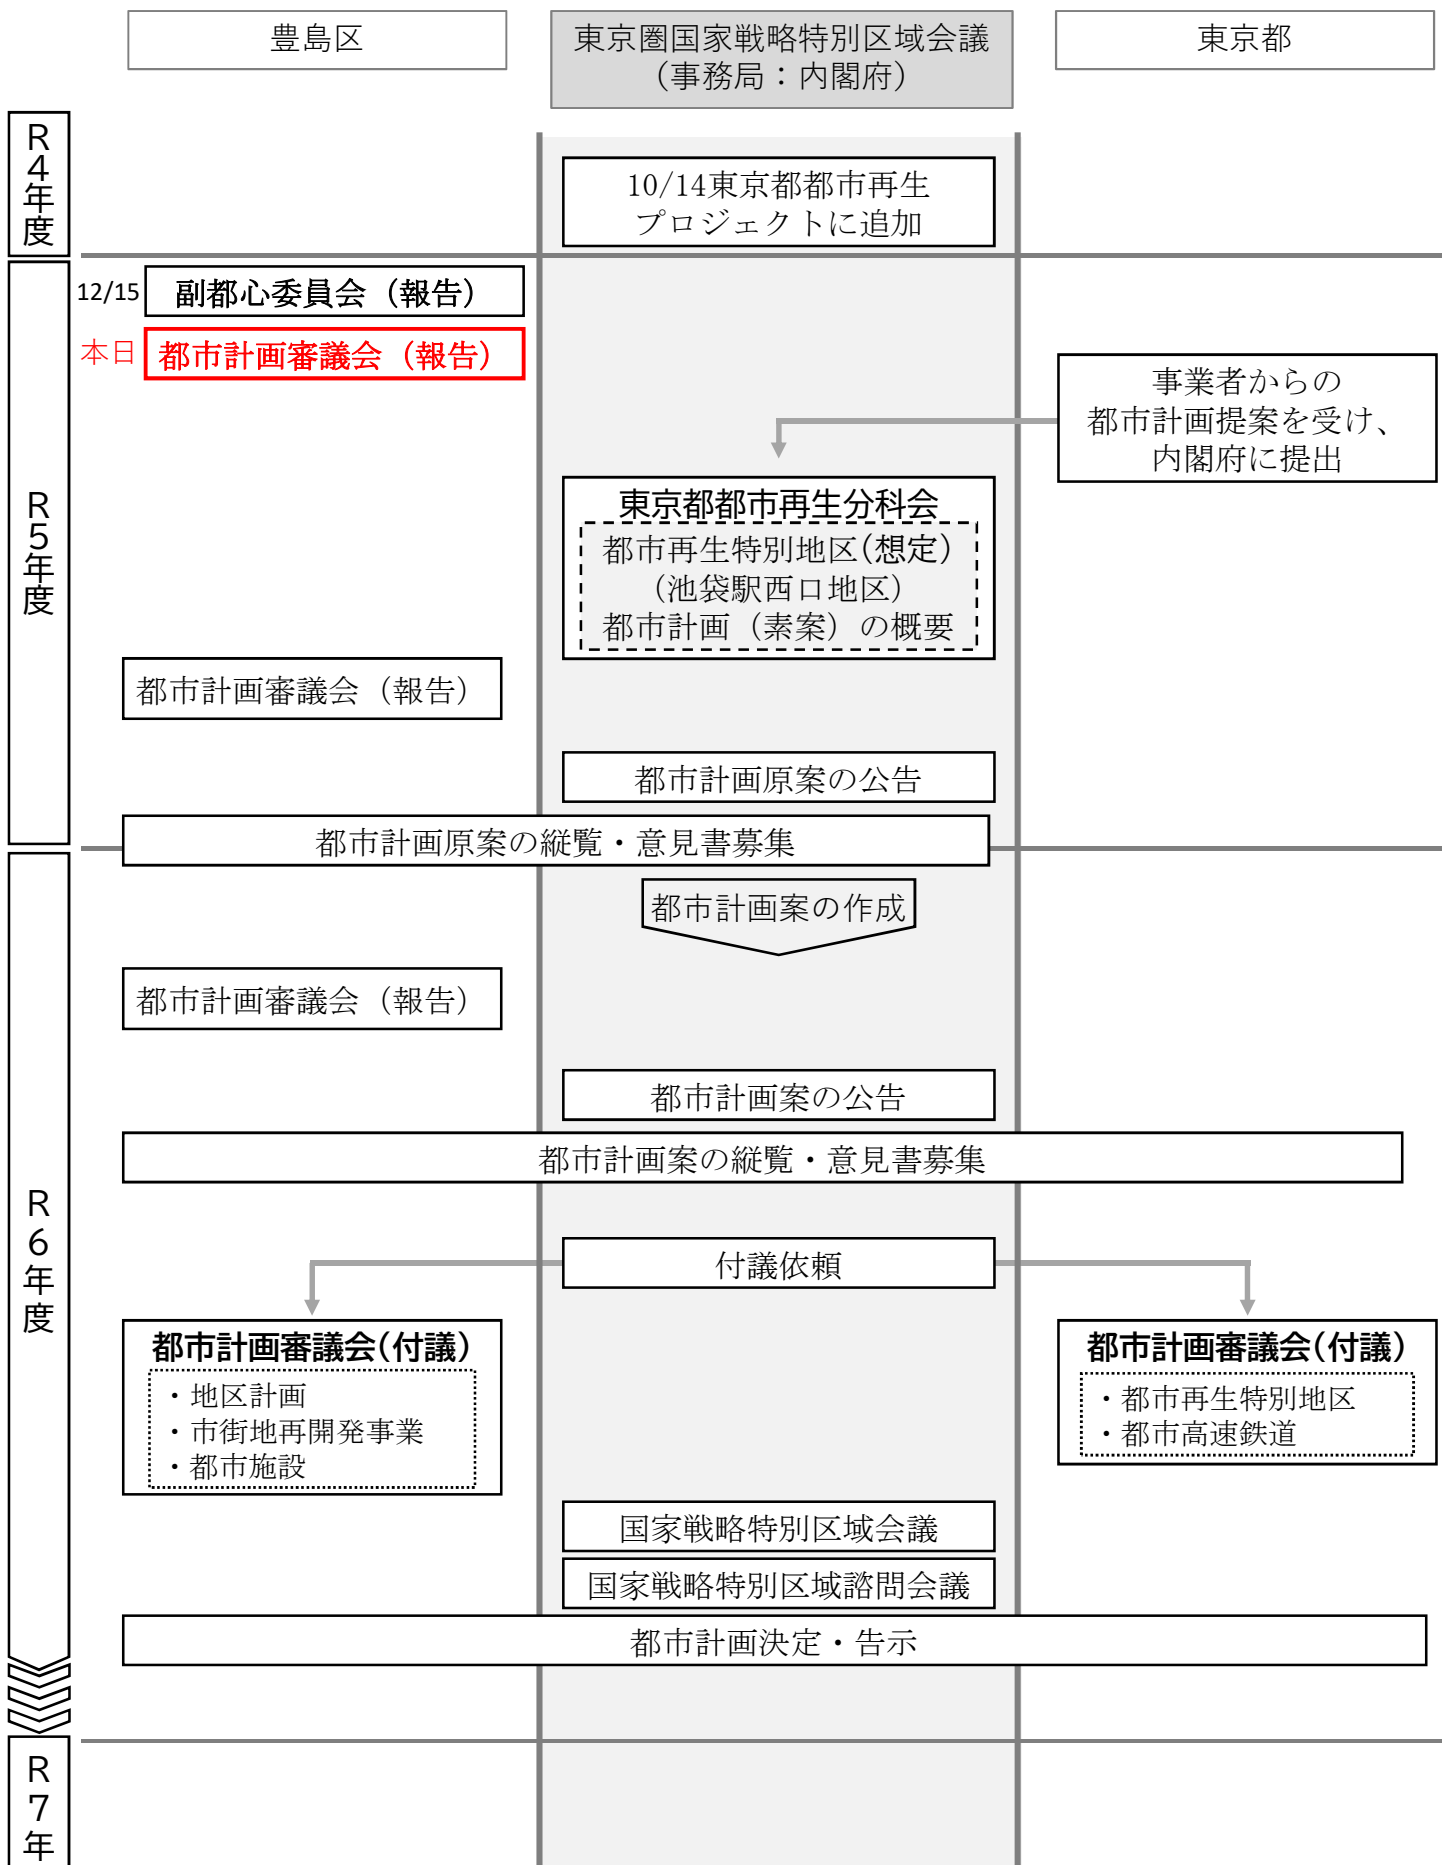 豊島区
東京圏国家戦略特別区域会議
（事務局：内閣府）
東京都
R4年度
10/14東京都都市再生
プロジェクトに追加
R5年度
12/15
副都心委員会（報告）
本日
都市計画審議会（報告）
事業者からの
都市計画提案を受け、
内閣府に提出
東京都都市再生分科会
都市再生特別地区(想定)
（池袋駅西口地区）
都市計画（素案）の概要
都市計画審議会（報告）
都市計画原案の公告
都市計画原案の縦覧・意見書募集
R6年度
都市計画案の作成
都市計画審議会（報告）
都市計画案の公告
都市計画案の縦覧・意見書募集
付議依頼
都市計画審議会(付議)
・地区計画
・市街地再開発事業
・都市施設
都市計画審議会(付議)
・都市再生特別地区
・都市高速鉄道
国家戦略特別区域会議
国家戦略特別区域諮問会議
都市計画決定・告示
R7年